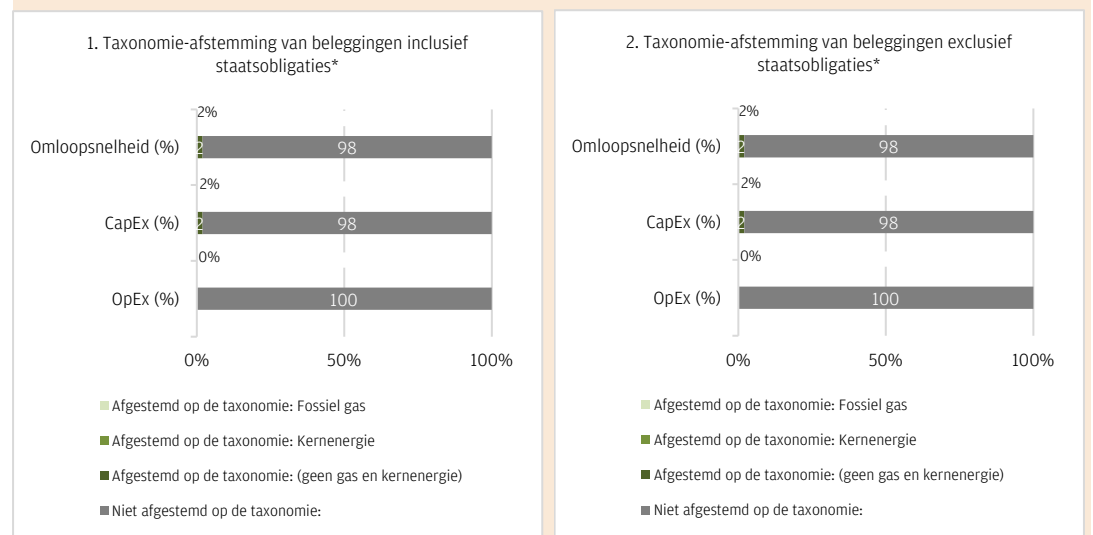 1. Taxonomie-afstemming van beleggingen inclusief
staatsobligaties*
2%
Omloopsnelheid (%) 2 98
2%
CapEx (%) 2 98
0%
OpEx (%) 100
0% 50% 100%
Afgestemd op de taxonomie: Fossiel gas
Afgestemd op de taxonomie: Kernenergie
Afgestemd op de taxonomie: (geen gas en kernenergie)
Niet afgestemd op de taxonomie:
2. Taxonomie-afstemming van beleggingen exclusief
staatsobligaties*
2%
Omloopsnelheid (%) 2 98
2%
CapEx (%) 2 98
0%
OpEx (%) 100
0% 50% 100%
Afgestemd op de taxonomie: Fossiel gas
Afgestemd op de taxonomie: Kernenergie
Afgestemd op de taxonomie: (geen gas en kernenergie)
Niet afgestemd op de taxonomie: